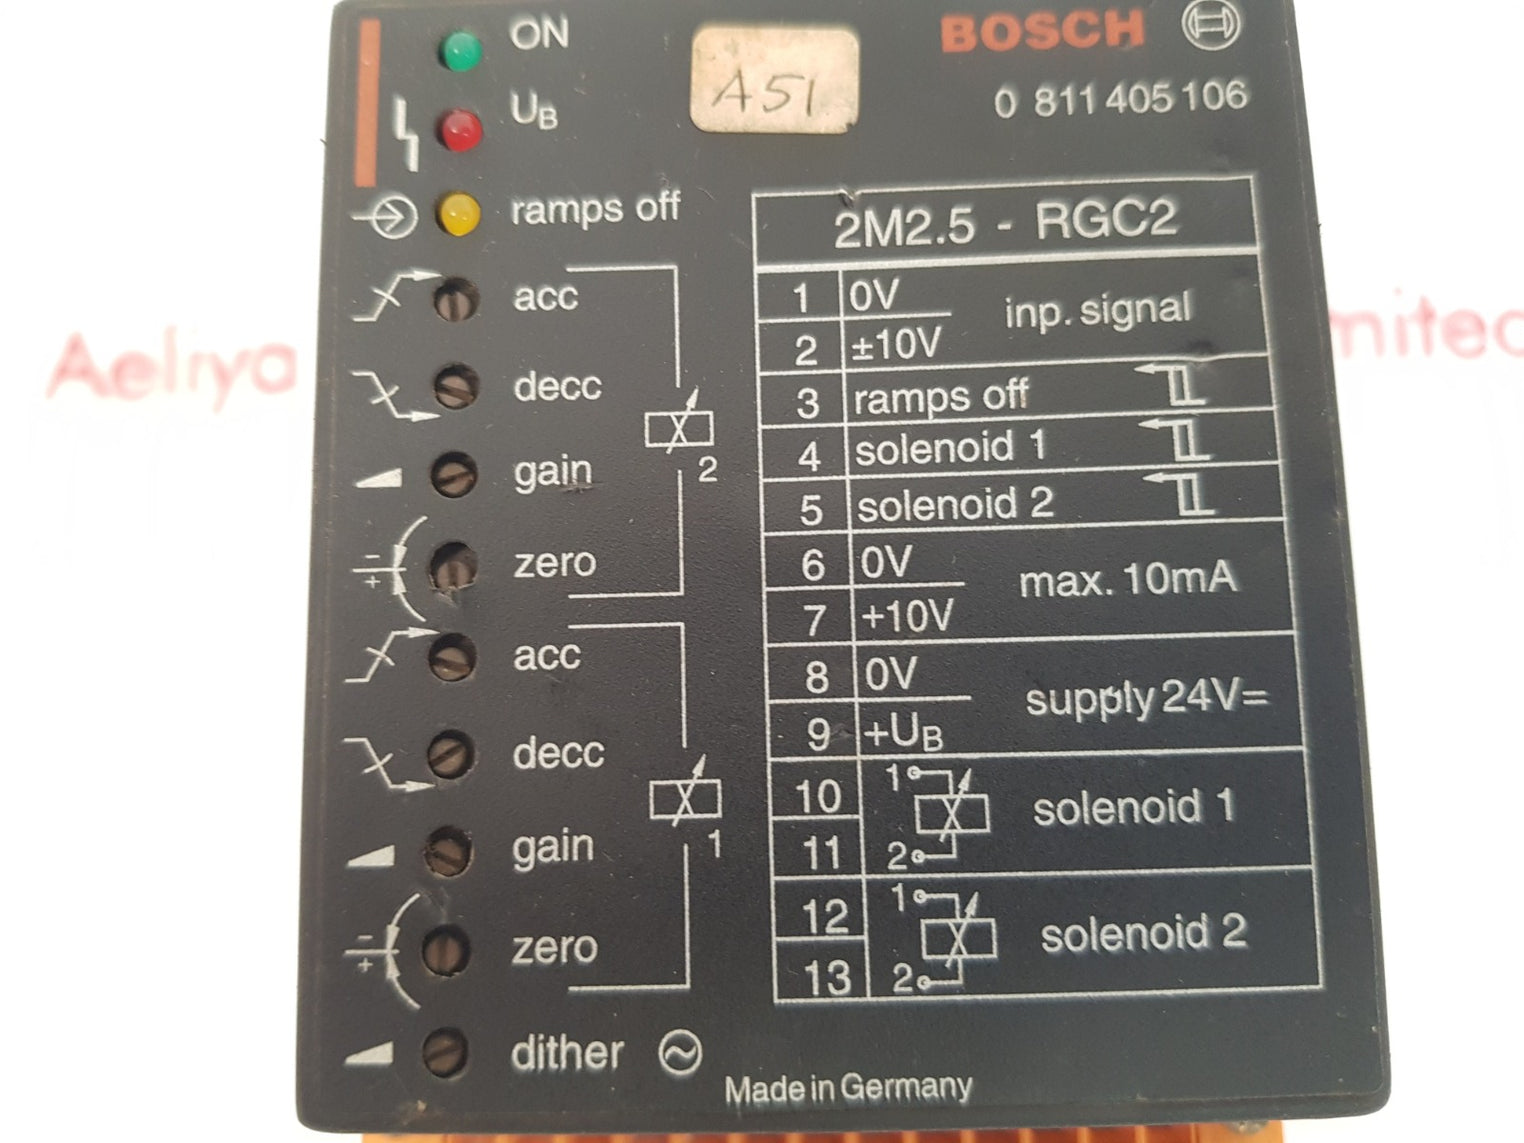 ON
UB
ramps off
acc
decc
gain
zero
2
acc
decc
gain
zero
1
dither
A51
BOSCH
0 811 405 106
2M2.5 - RGC2
1 0V inp. signal
2 ±10V
3 ramps off
4 solenoid 1
5 solenoid 2
6 0V max. 10mA
7 +10V
8 0V supply 24V=
9 +UB
10 1 solenoid 1
11 2
12 1 solenoid 2
13 2
Made in Germany
Aeliya
mited